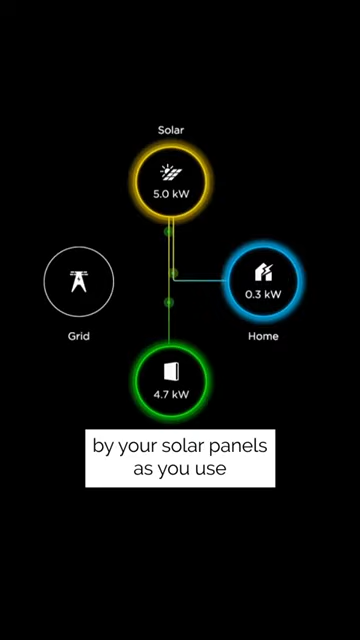 Solar
5.0 kW
0.3 kW
Grid
Home
4.7 kW
by your solar panels
as you use